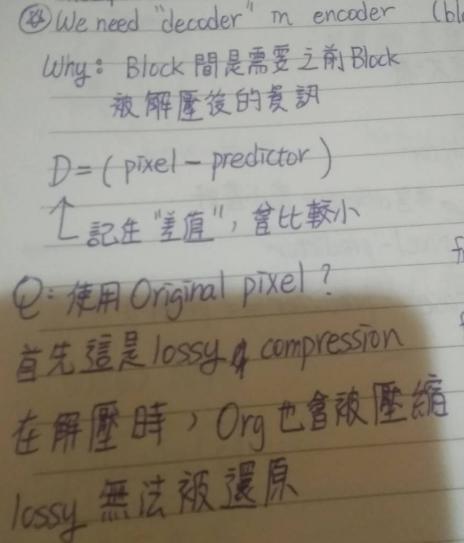 We need "decoder" in encoder (bl
Why: Block 間是需要之前 Block
被解壓後的資訊
D = (pixel - predictor)
記住"差值", 會比較小
Q: 使用 Original pixel?
首先這是 lossy compression
在解壓時, Org 也會被壓縮
lossy 無法被還原